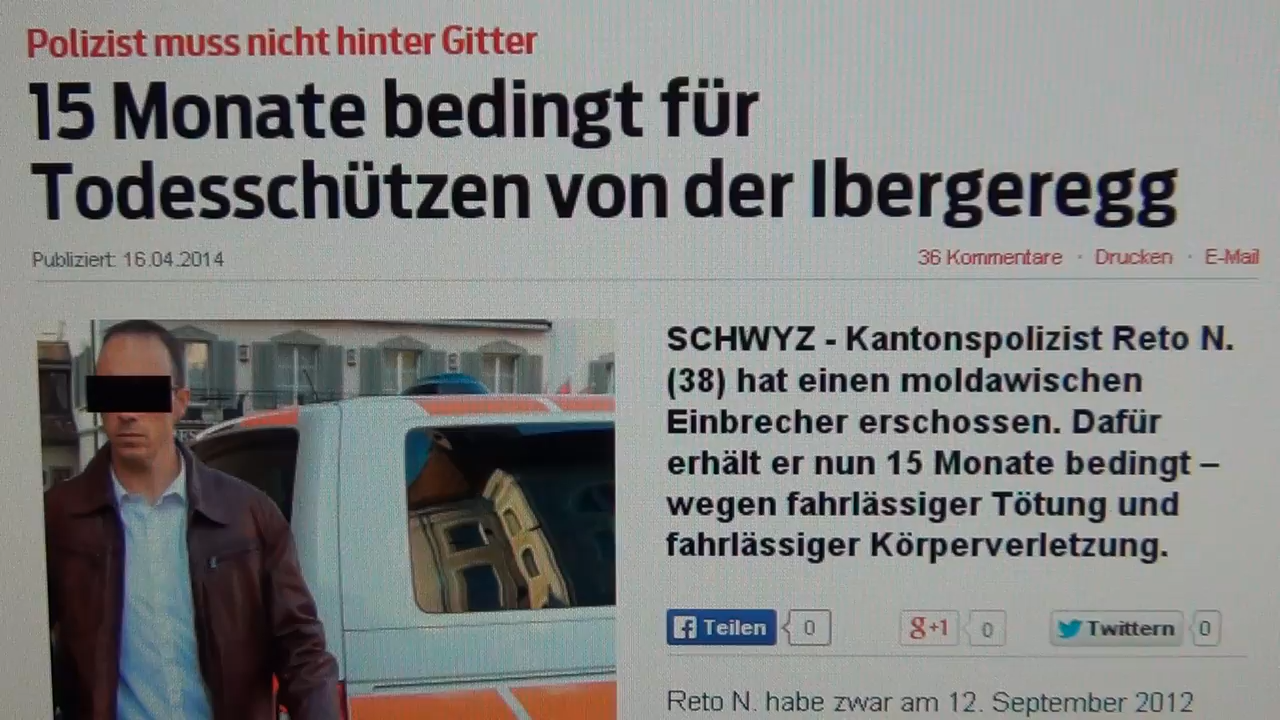 Polizist muss nicht hinter Gitter
15 Monate bedingt für
Todesschützen von der Ibergeregg
Publiziert: 16.04.2014
36 Kommentare · Drucken · E-Mail
SCHWYZ - Kantonspolizist Reto N.
(38) hat einen moldawischen
Einbrecher erschossen. Dafür
erhält er nun 15 Monate bedingt –
wegen fahrlässiger Tötung und
fahrlässiger Körperverletzung.
Teilen 0 g+1 0 Twittern 0
Reto N. habe zwar am 12. September 2012